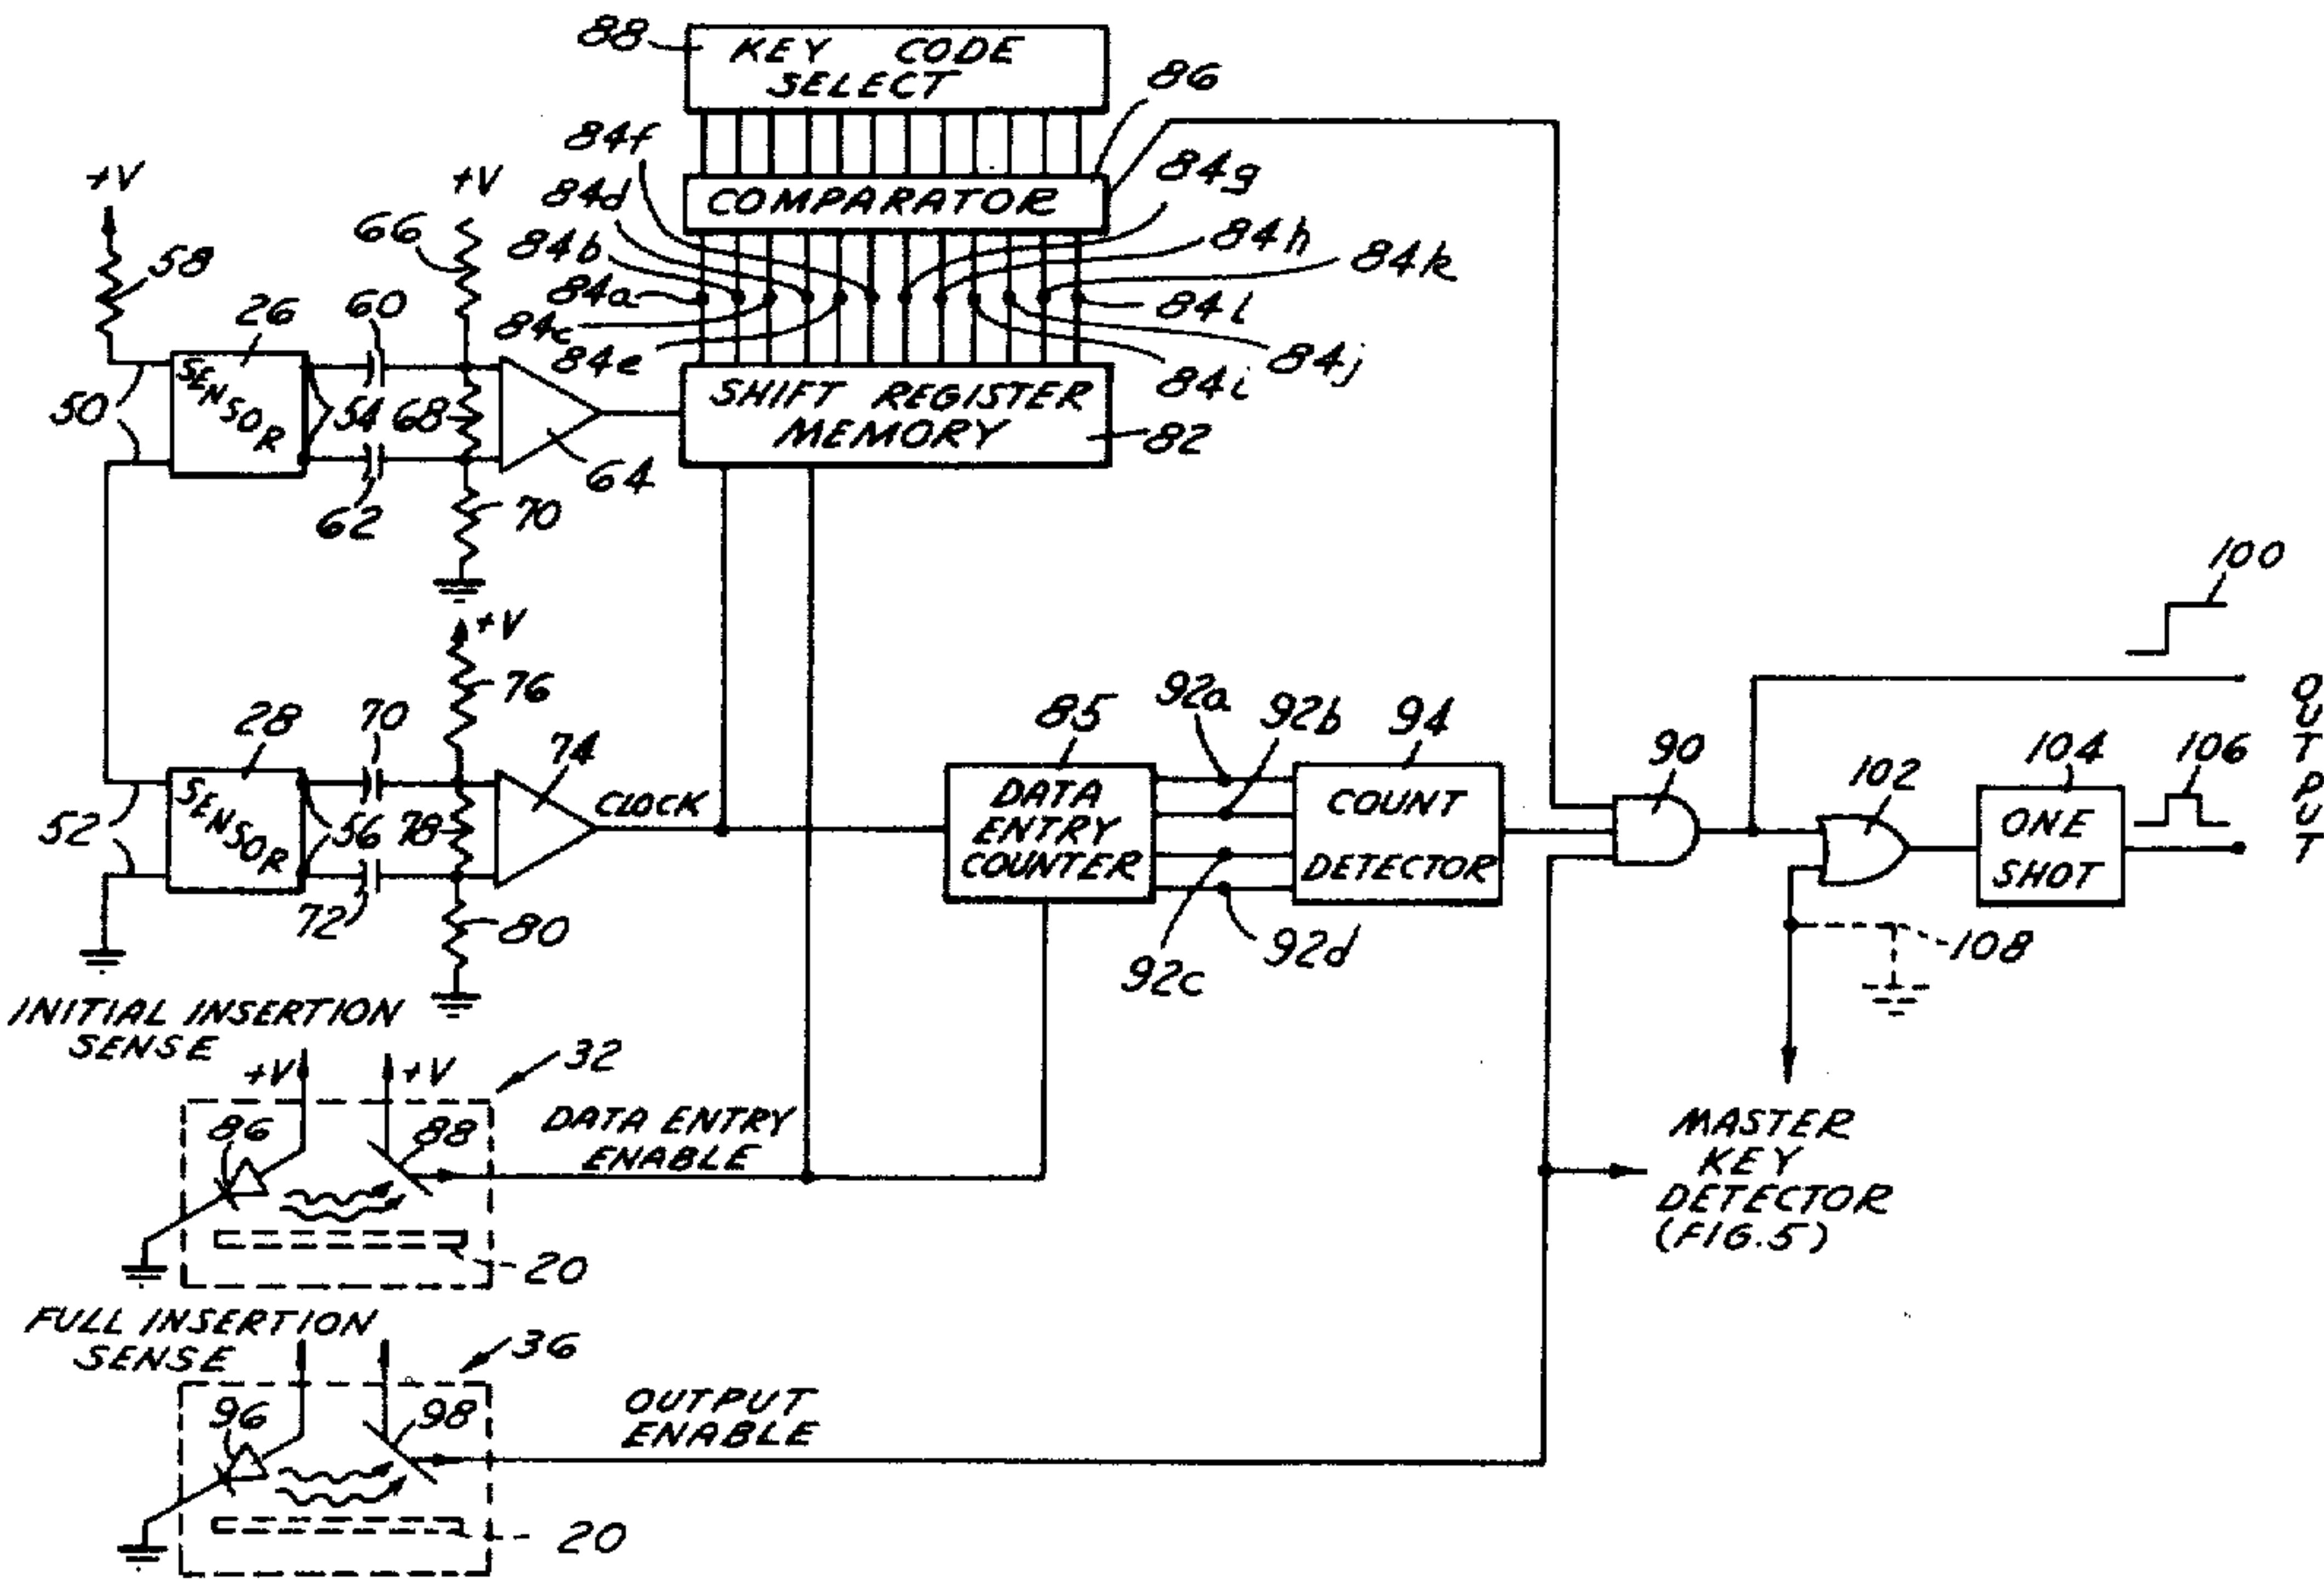 88
KEY CODE
SELECT
86
84f
84g
+V
+V
84d
COMPARATOR
66
84b
84h
84k
58
84a
84l
26
60
84c
84e
84j
84i
SENSOR
SHIFT REGISTER
MEMORY
50
54
68
82
64
62
70
100
+V
76
28
70
74
85
92a
92b
94
90
102
104
106
OUTPUT
SENSOR
CLOCK
DATA
ENTRY
COUNTER
COUNT
DETECTOR
ONE
SHOT
52
56
78
72
80
92c
92d
108
INITIAL INSERTION
SENSE
32
+V
+V
86
88
DATA ENTRY
ENABLE
MASTER
KEY
DETECTOR
(FIG.5)
20
FULL INSERTION
SENSE
36
96
98
OUTPUT
ENABLE
20